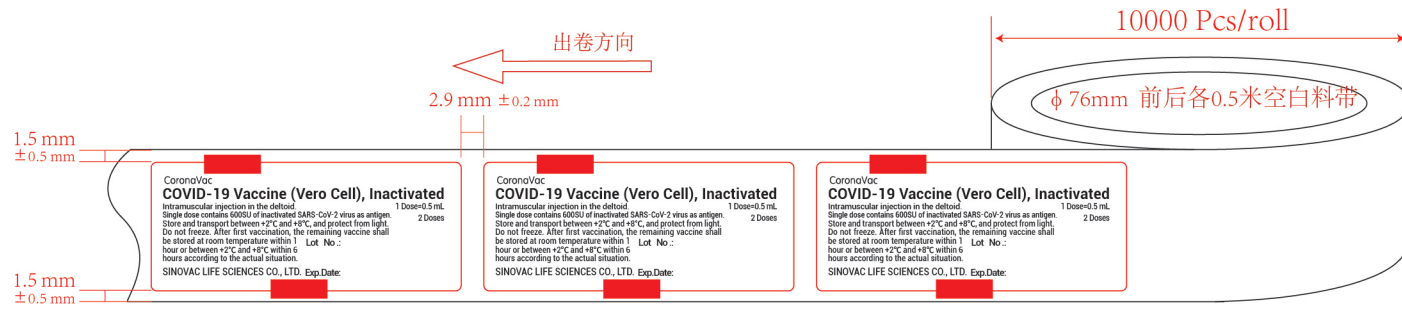 10000 Pcs/roll
出卷方向
2.9 mm ±0.2 mm
ϕ 76mm 前后各0.5米空白料带
1.5 mm
±0.5 mm
CoronaVac
COVID-19 Vaccine (Vero Cell), Inactivated
Intramuscular injection in the deltoid. 1 Dose=0.5 mL
Single dose contains 600SU of inactivated SARS-CoV-2 virus as antigen. 2 Doses
Store and transport between +2℃ and +8℃, and protect from light.
Do not freeze. After first vaccination, the remaining vaccine shall
be stored at room temperature within 1 Lot No.:
hour or between +2℃ and +8℃ within 6
hours according to the actual situation.
SINOVAC LIFE SCIENCES CO., LTD. Exp.Date:
CoronaVac
COVID-19 Vaccine (Vero Cell), Inactivated
Intramuscular injection in the deltoid. 1 Dose=0.5 mL
Single dose contains 600SU of inactivated SARS-CoV-2 virus as antigen. 2 Doses
Store and transport between +2℃ and +8℃, and protect from light.
Do not freeze. After first vaccination, the remaining vaccine shall
be stored at room temperature within 1 Lot No.:
hour or between +2℃ and +8℃ within 6
hours according to the actual situation.
SINOVAC LIFE SCIENCES CO., LTD. Exp.Date:
CoronaVac
COVID-19 Vaccine (Vero Cell), Inactivated
Intramuscular injection in the deltoid. 1 Dose=0.5 mL
Single dose contains 600SU of inactivated SARS-CoV-2 virus as antigen. 2 Doses
Store and transport between +2℃ and +8℃, and protect from light.
Do not freeze. After first vaccination, the remaining vaccine shall
be stored at room temperature within 1 Lot No.:
hour or between +2℃ and +8℃ within 6
hours according to the actual situation.
SINOVAC LIFE SCIENCES CO., LTD. Exp.Date:
1.5 mm
±0.5 mm